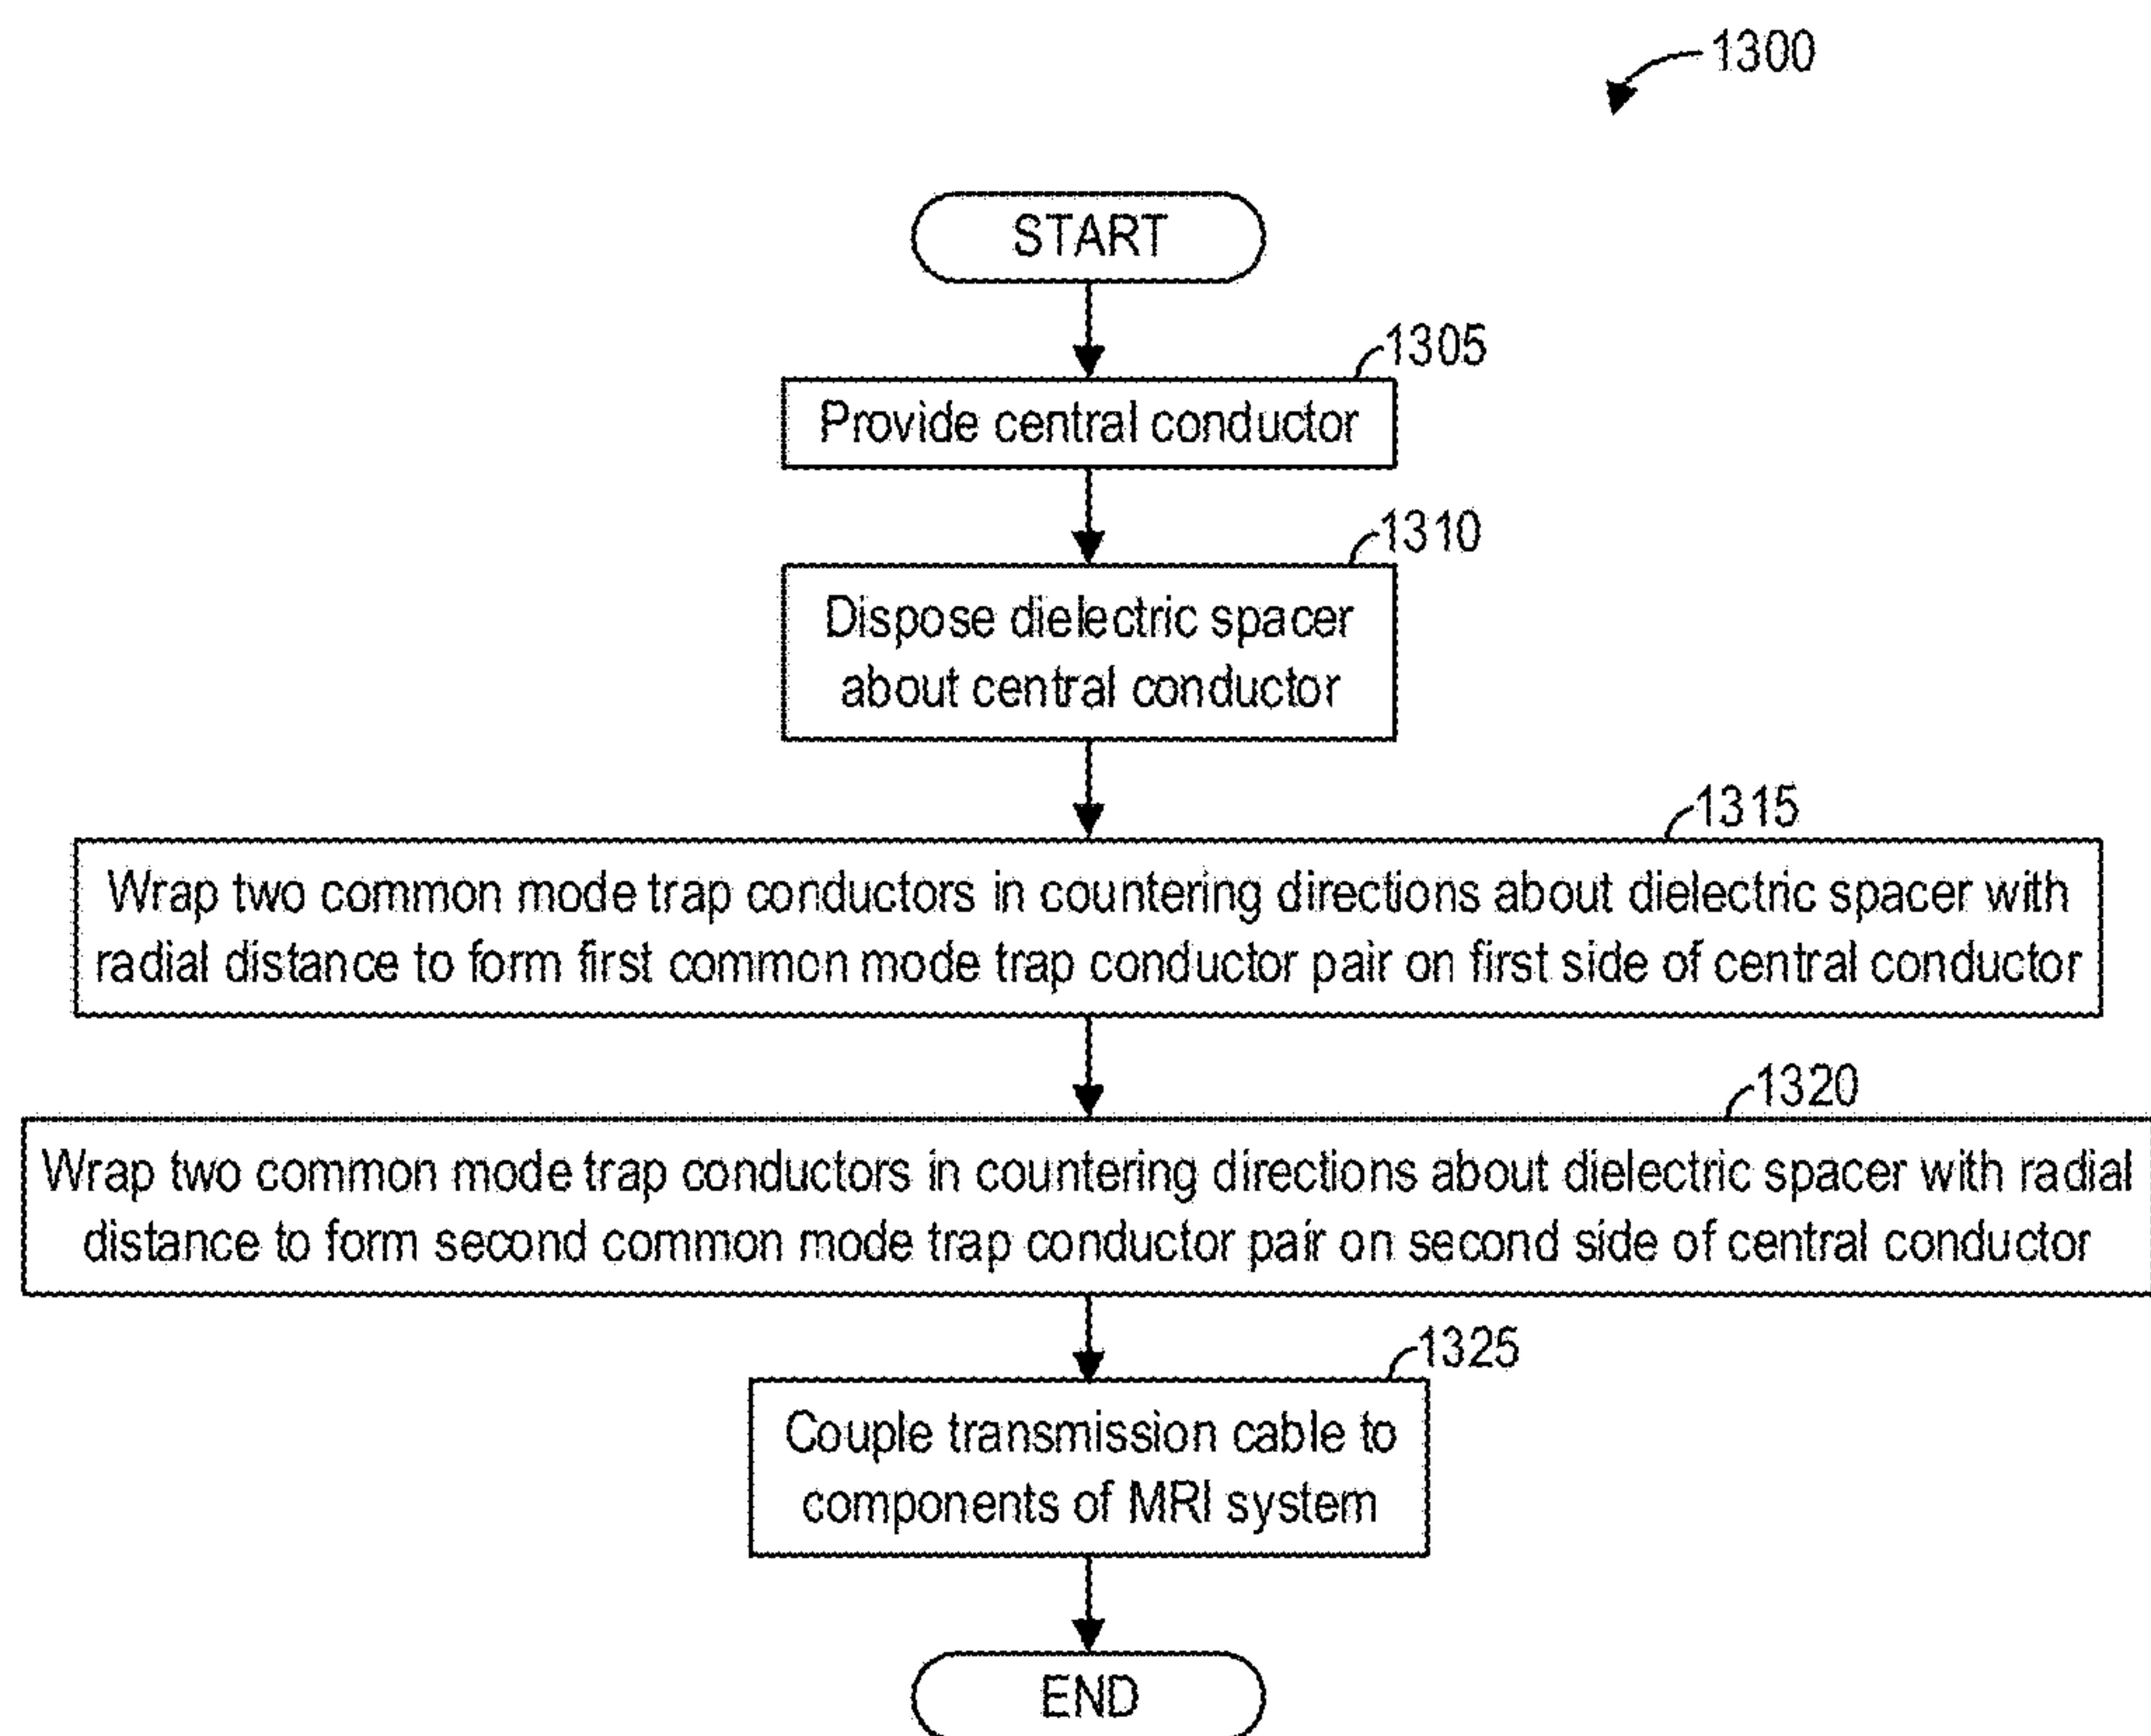 1300
START
1305
Provide central conductor
1310
Dispose dielectric spacer
about central conductor
1315
Wrap two common mode trap conductors in countering directions about dielectric spacer with
radial distance to form first common mode trap conductor pair on first side of central conductor
1320
Wrap two common mode trap conductors in countering directions about dielectric spacer with radial
distance to form second common mode trap conductor pair on second side of central conductor
1325
Couple transmission cable to
components of MRI system
END